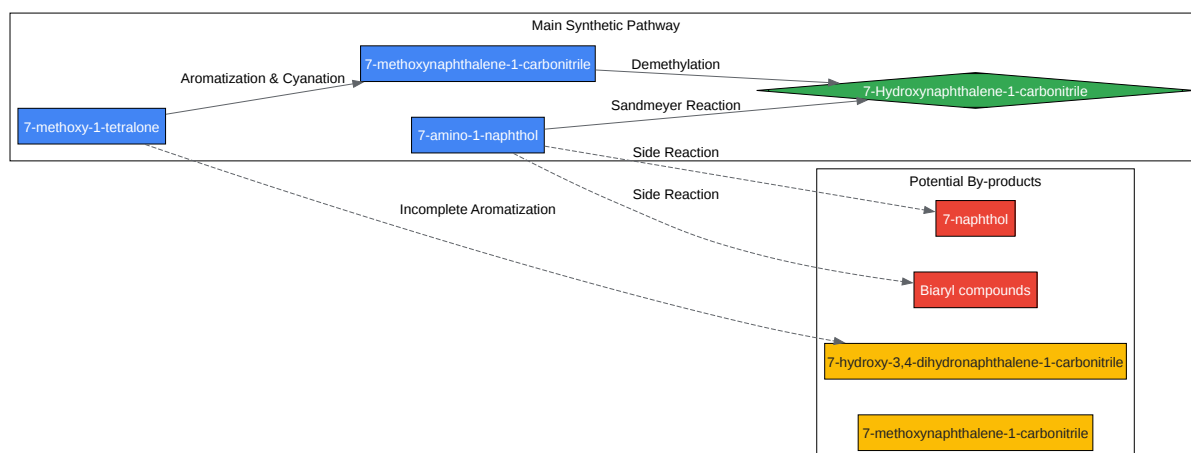 Main Synthetic Pathway
7-methoxynaphthalene-1-carbonitrile
Demethylation
Aromatization & Cyanation
7-Hydroxynaphthalene-1-carbonitrile
Sandmeyer Reaction
7-methoxy-1-tetralone
7-amino-1-naphthol
Side Reaction
Potential By-products
Side Reaction
Incomplete Aromatization
7-naphthol
Biaryl compounds
7-hydroxy-3,4-dihydronaphthalene-1-carbonitrile
7-methoxynaphthalene-1-carbonitrile